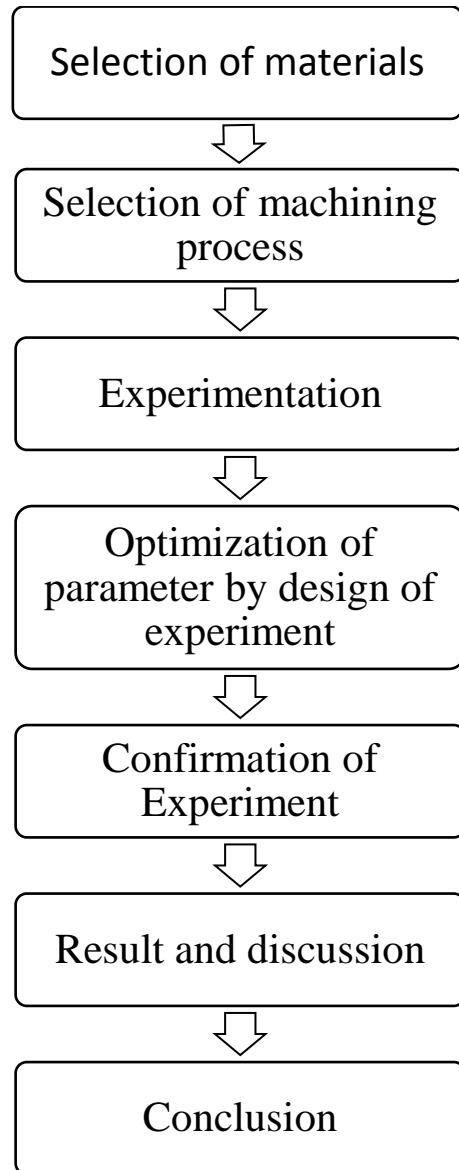 Selection of materials
Selection of machining
process
Experimentation
Optimization of
parameter by design of
experiment
Confirmation of
Experiment
Result and discussion
Conclusion